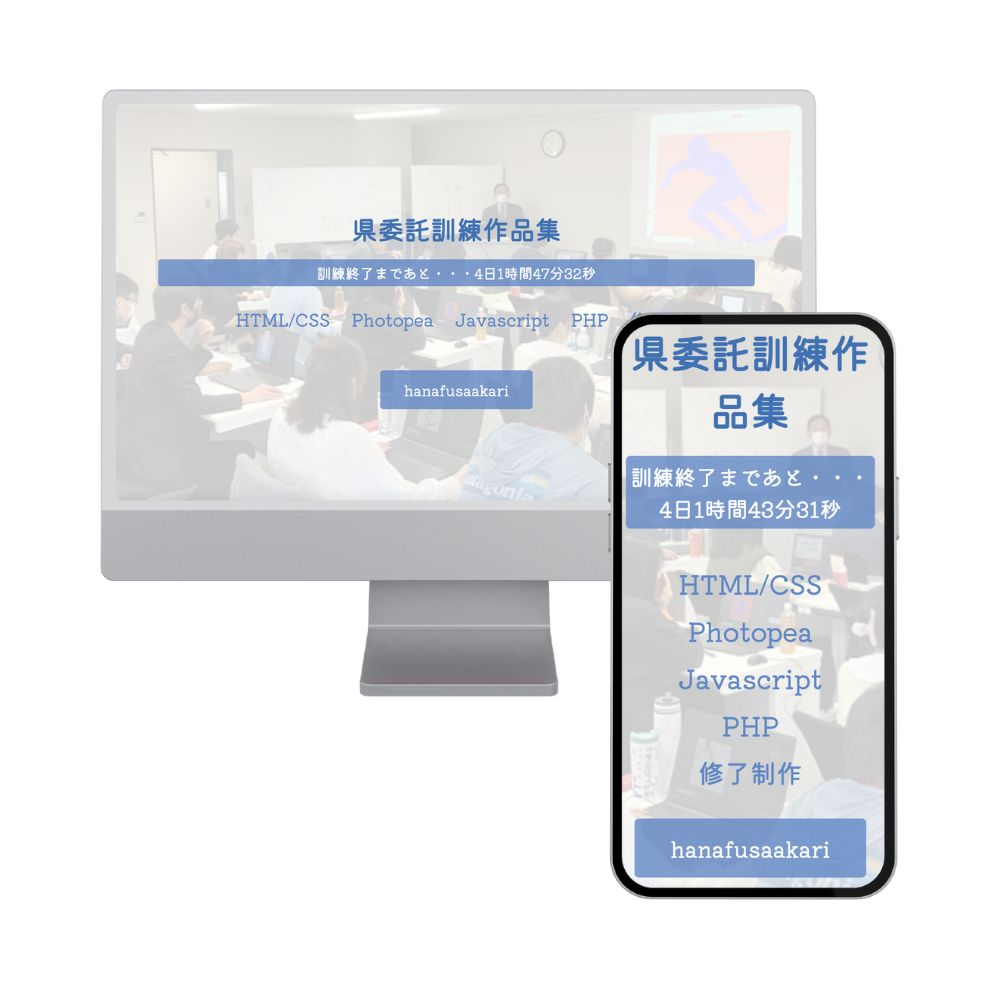 県委託訓練作品集
訓練終了まであと・・・4日1時間47分32秒
HTML/CSS Photopea Javascript PHP
hanafusaakari
県委託訓練作
品集
訓練終了まであと・・・
4日1時間43分31秒
HTML/CSS
Photopea
Javascript
PHP
修了制作
hanafusaakari